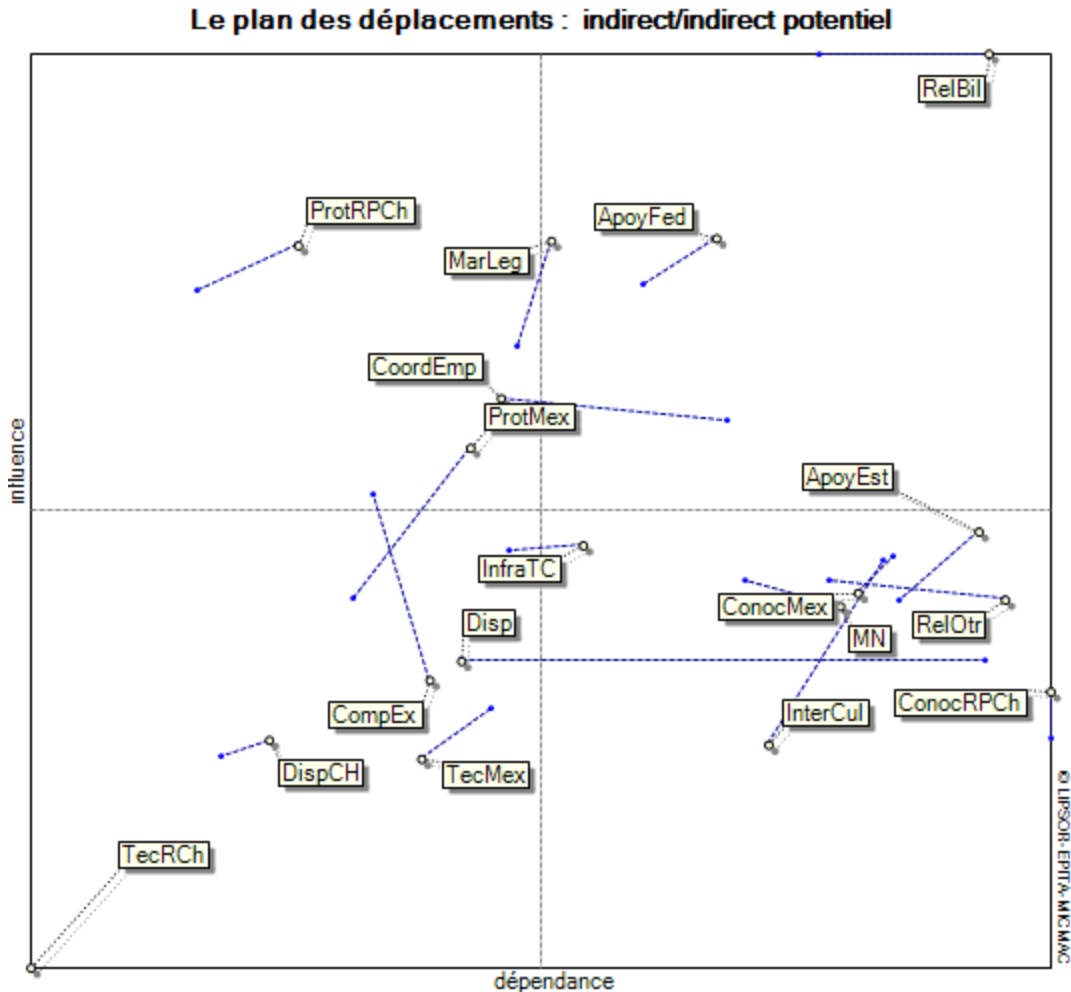 Le plan des déplacements : indirect/indirect potentiel
RelBil
ProtRPCh
ApoyFed
MarLeg
CoordEmp
ProtMex
influence
ApoyEst
InfraTC
ConocMex
Disp
RelOtr
MN
ConocRPCh
CompEx
InterCul
DispCH
TecMex
TecRCh
© LIPSOR-EPITA-MICMAC
dépendance